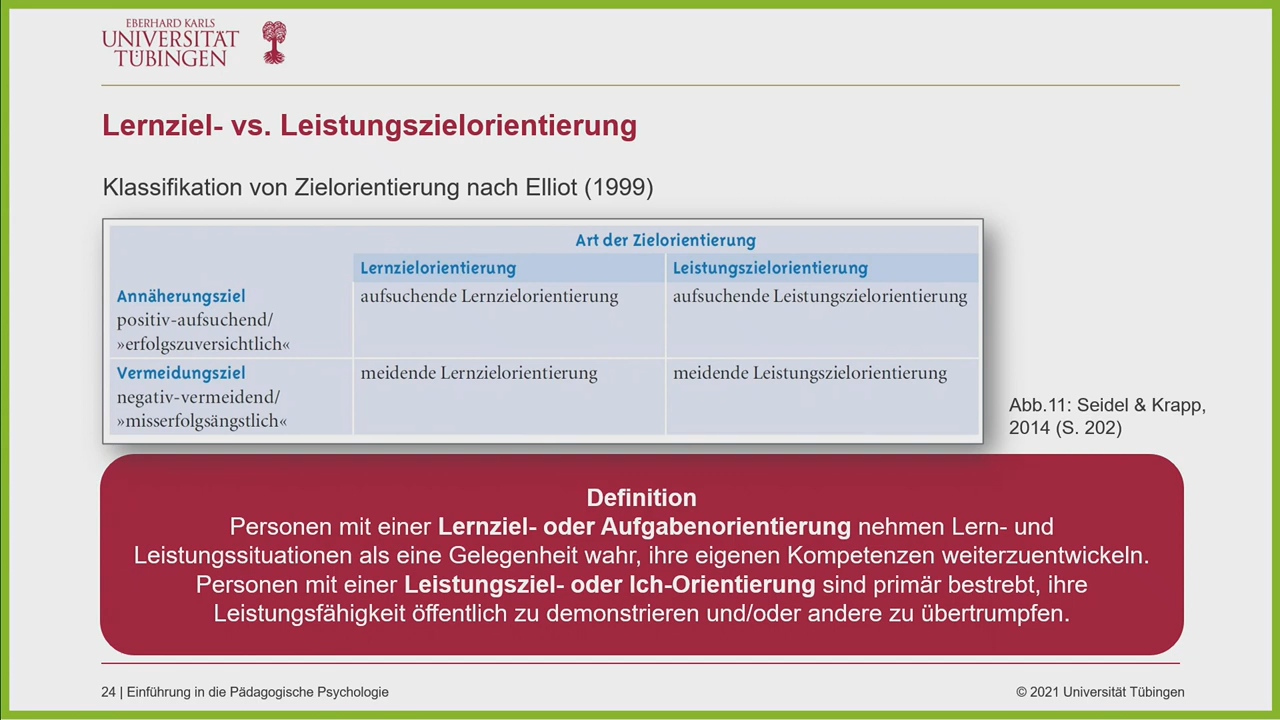 EBERHARD KARLS
UNIVERSITÄT
TÜBINGEN
Lernziel- vs. Leistungszielorientierung
Klassifikation von Zielorientierung nach Elliot (1999)
Art der Zielorientierung
Lernzielorientierung Leistungszielorientierung
Annäherungsziel aufsuchende Lernzielorientierung aufsuchende Leistungszielorientierung
positiv-aufsuchend/
»erfolgszuversichtlich«
Vermeidungsziel meidende Lernzielorientierung meidende Leistungszielorientierung
negativ-vermeidend/
»misserfolgsängstlich«
Abb.11: Seidel & Krapp,
2014 (S. 202)
Definition
Personen mit einer Lernziel- oder Aufgabenorientierung nehmen Lern- und
Leistungssituationen als eine Gelegenheit wahr, ihre eigenen Kompetenzen weiterzuentwickeln.
Personen mit einer Leistungsziel- oder Ich-Orientierung sind primär bestrebt, ihre
Leistungsfähigkeit öffentlich zu demonstrieren und/oder andere zu übertrumpfen.
24 | Einführung in die Pädagogische Psychologie
© 2021 Universität Tübingen